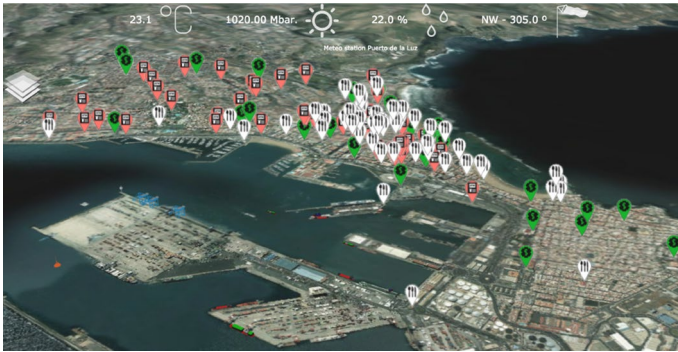 23.1 °C 1020.00 Mbar. 22.0 % NW - 305.0 º
Meteo station Puerto de la Luz